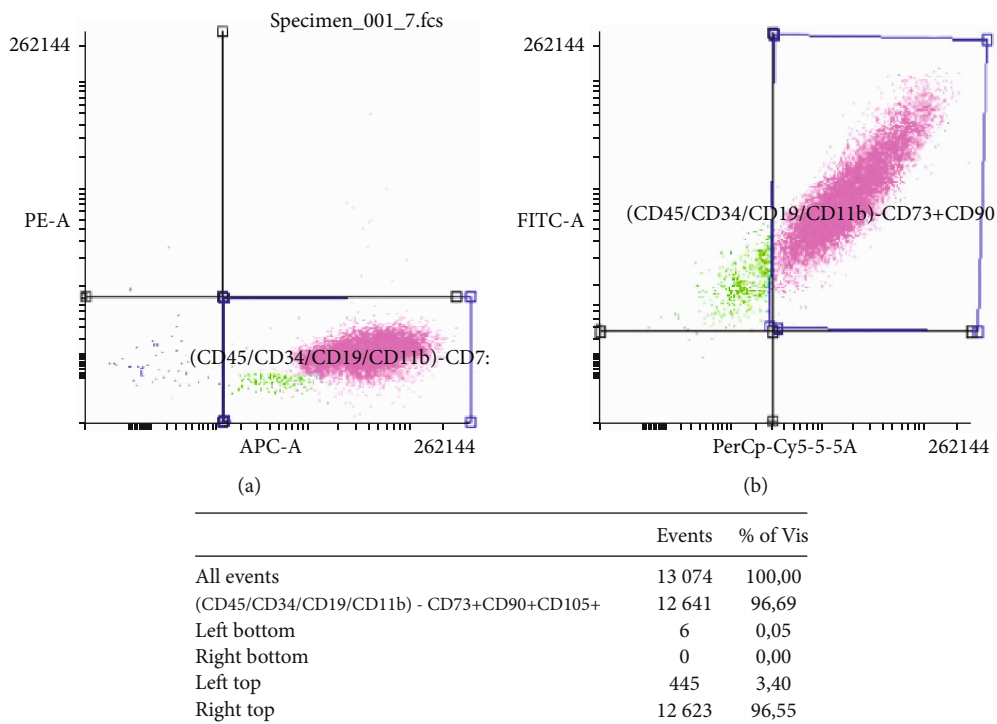 Specimen_001_7.fcs
262144
PE-A
(CD45/CD34/CD19/CD11b)-CD7:
APC-A
262144
(a)
262144
FITC-A
(CD45/CD34/CD19/CD11b)-CD73+CD90
PerCp-Cy5-5-5A
262144
(b)
Events % of Vis
All events 13 074 100,00
(CD45/CD34/CD19/CD11b) - CD73+CD90+CD105+ 12 641 96,69
Left bottom 6 0,05
Right bottom 0 0,00
Left top 445 3,40
Right top 12 623 96,55